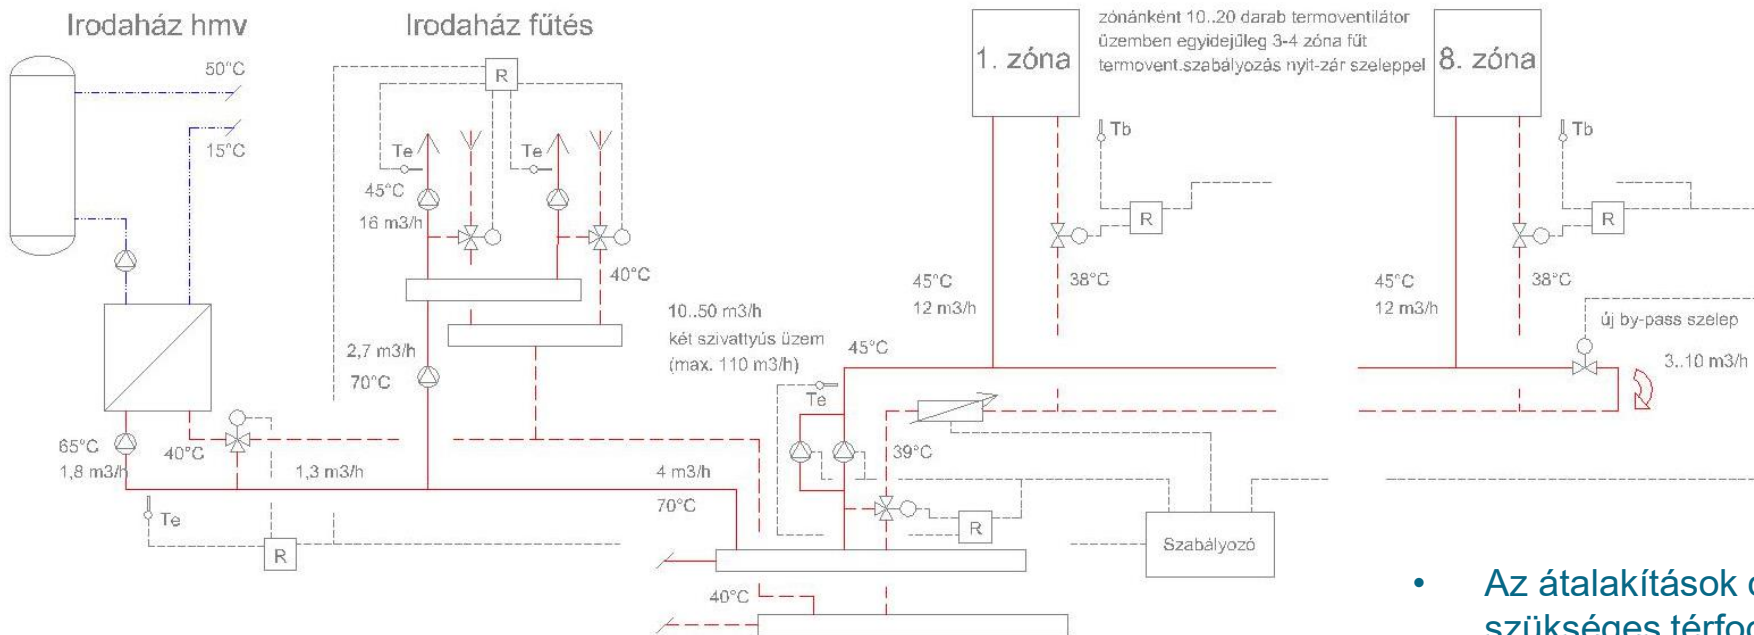 Irodaház hmv
50°C
15°C
65°C
1,8 m3/h
40°C
1,3 m3/h
Te
R
Irodaház fűtés
R
Te
Te
45°C
16 m3/h
40°C
2,7 m3/h
70°C
4 m3/h
70°C
10..50 m3/h
két szivattyús üzem
(max. 110 m3/h)
45°C
Te
39°C
R
Szabályozó
40°C
1. zóna
zónánként 10..20 darab termoventilátor
üzemben egyidejűleg 3-4 zóna fűt
termovent.szabályozás nyit-zár szeleppel
Tb
R
45°C
12 m3/h
38°C
8. zóna
Tb
R
45°C
12 m3/h
38°C
új by-pass szelep
3..10 m3/h
• Az átalakítások